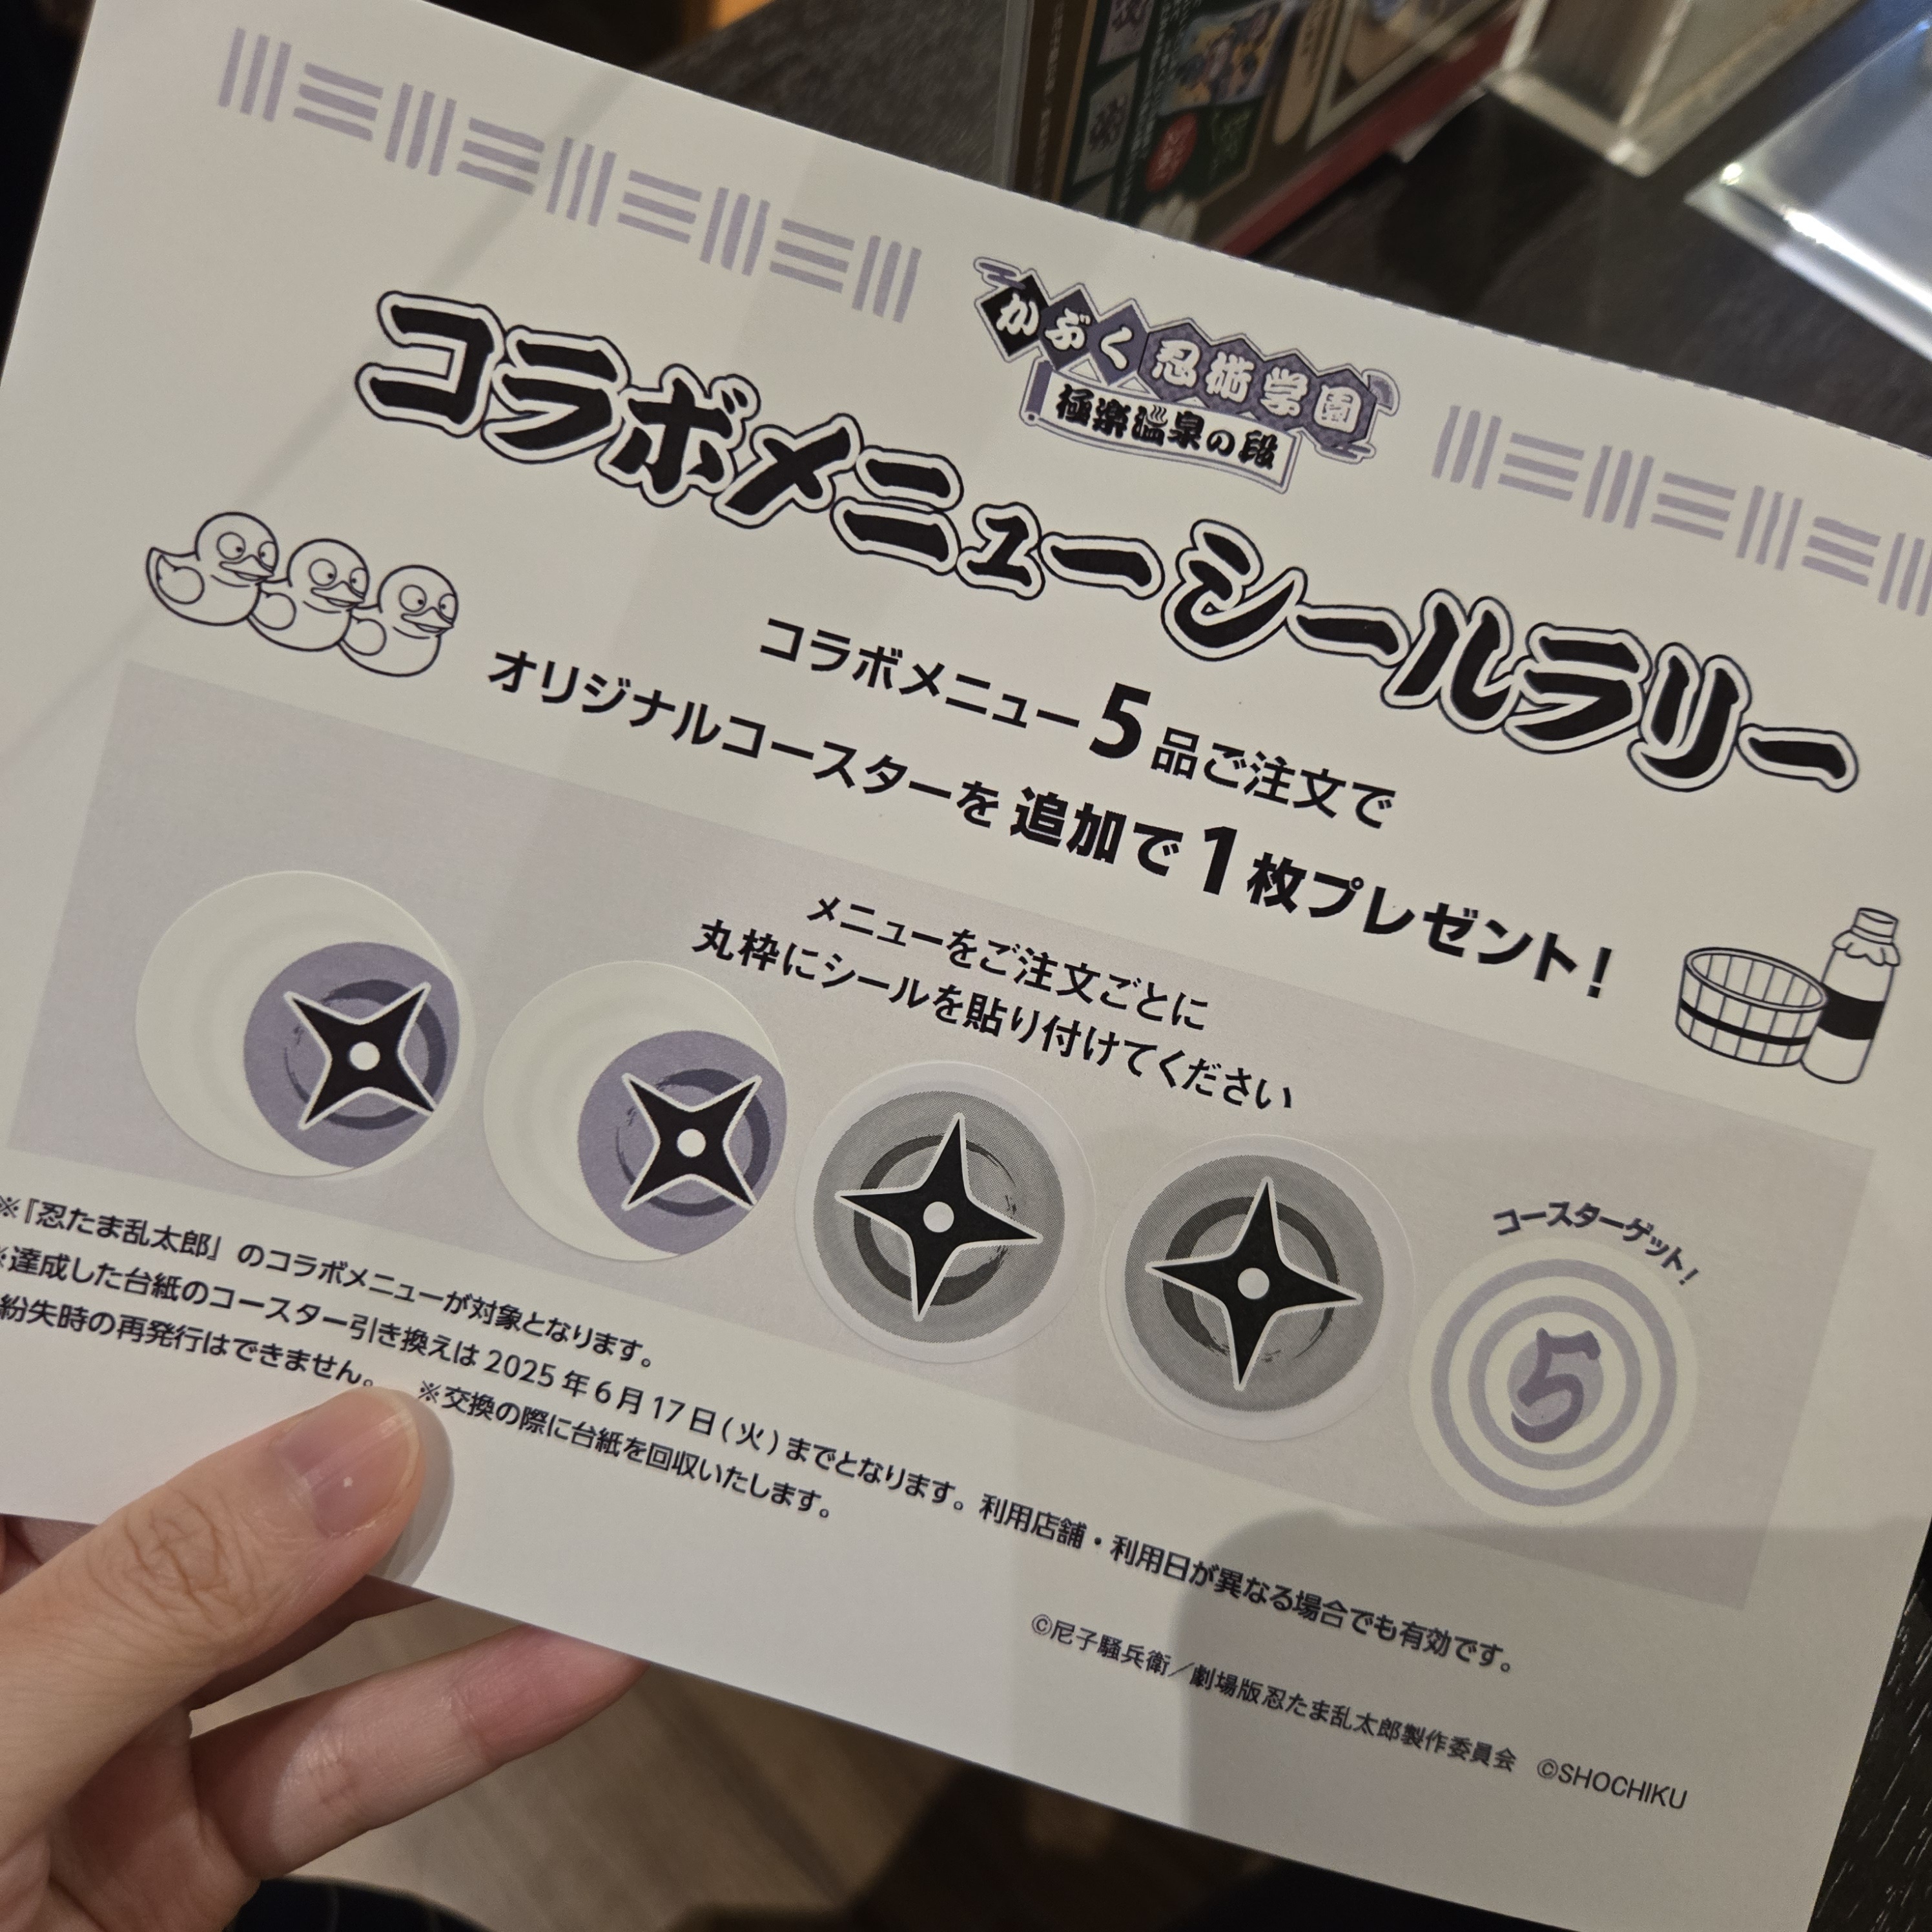 かぶく忍術学園
極楽温泉の段
コラボメニューシールラリー
コラボメニュー5品ご注文で
オリジナルコースターを追加で1枚プレゼント!
メニューをご注文ごとに
丸枠にシールを貼り付けてください
コースターゲット!
5
※『忍たま乱太郎』のコラボメニューが対象となります。
※達成した台紙のコースター引き換えは2025年6月17日(火)までとなります。利用店舗・利用日が異なる場合でも有効です。
紛失時の再発行はできません。 ※交換の際に台紙を回収いたします。
©尼子騒兵衛/劇場版忍たま乱太郎製作委員会 ©SHOCHIKU